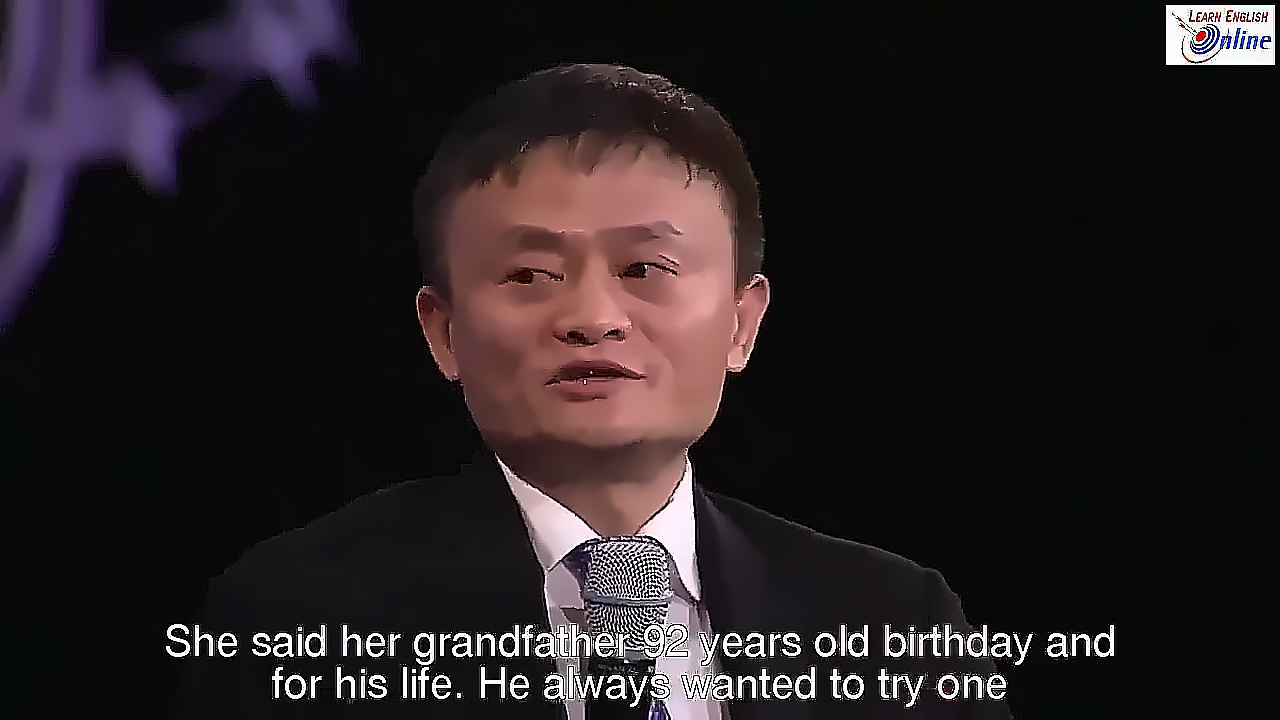 LEARN ENGLISH
Online
She said her grandfather 92 years old birthday and
for his life. He always wanted to try one